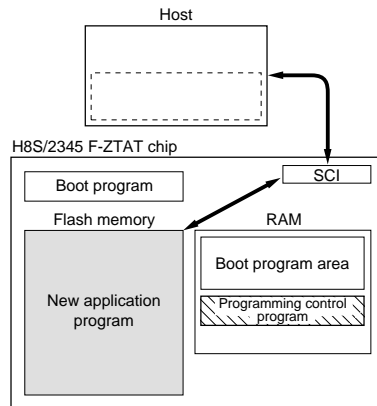 Host
H8S/2345 F-ZTAT chip
SCI
Boot program
Flash memory
RAM
Boot program area
New application
program
Programming control
program